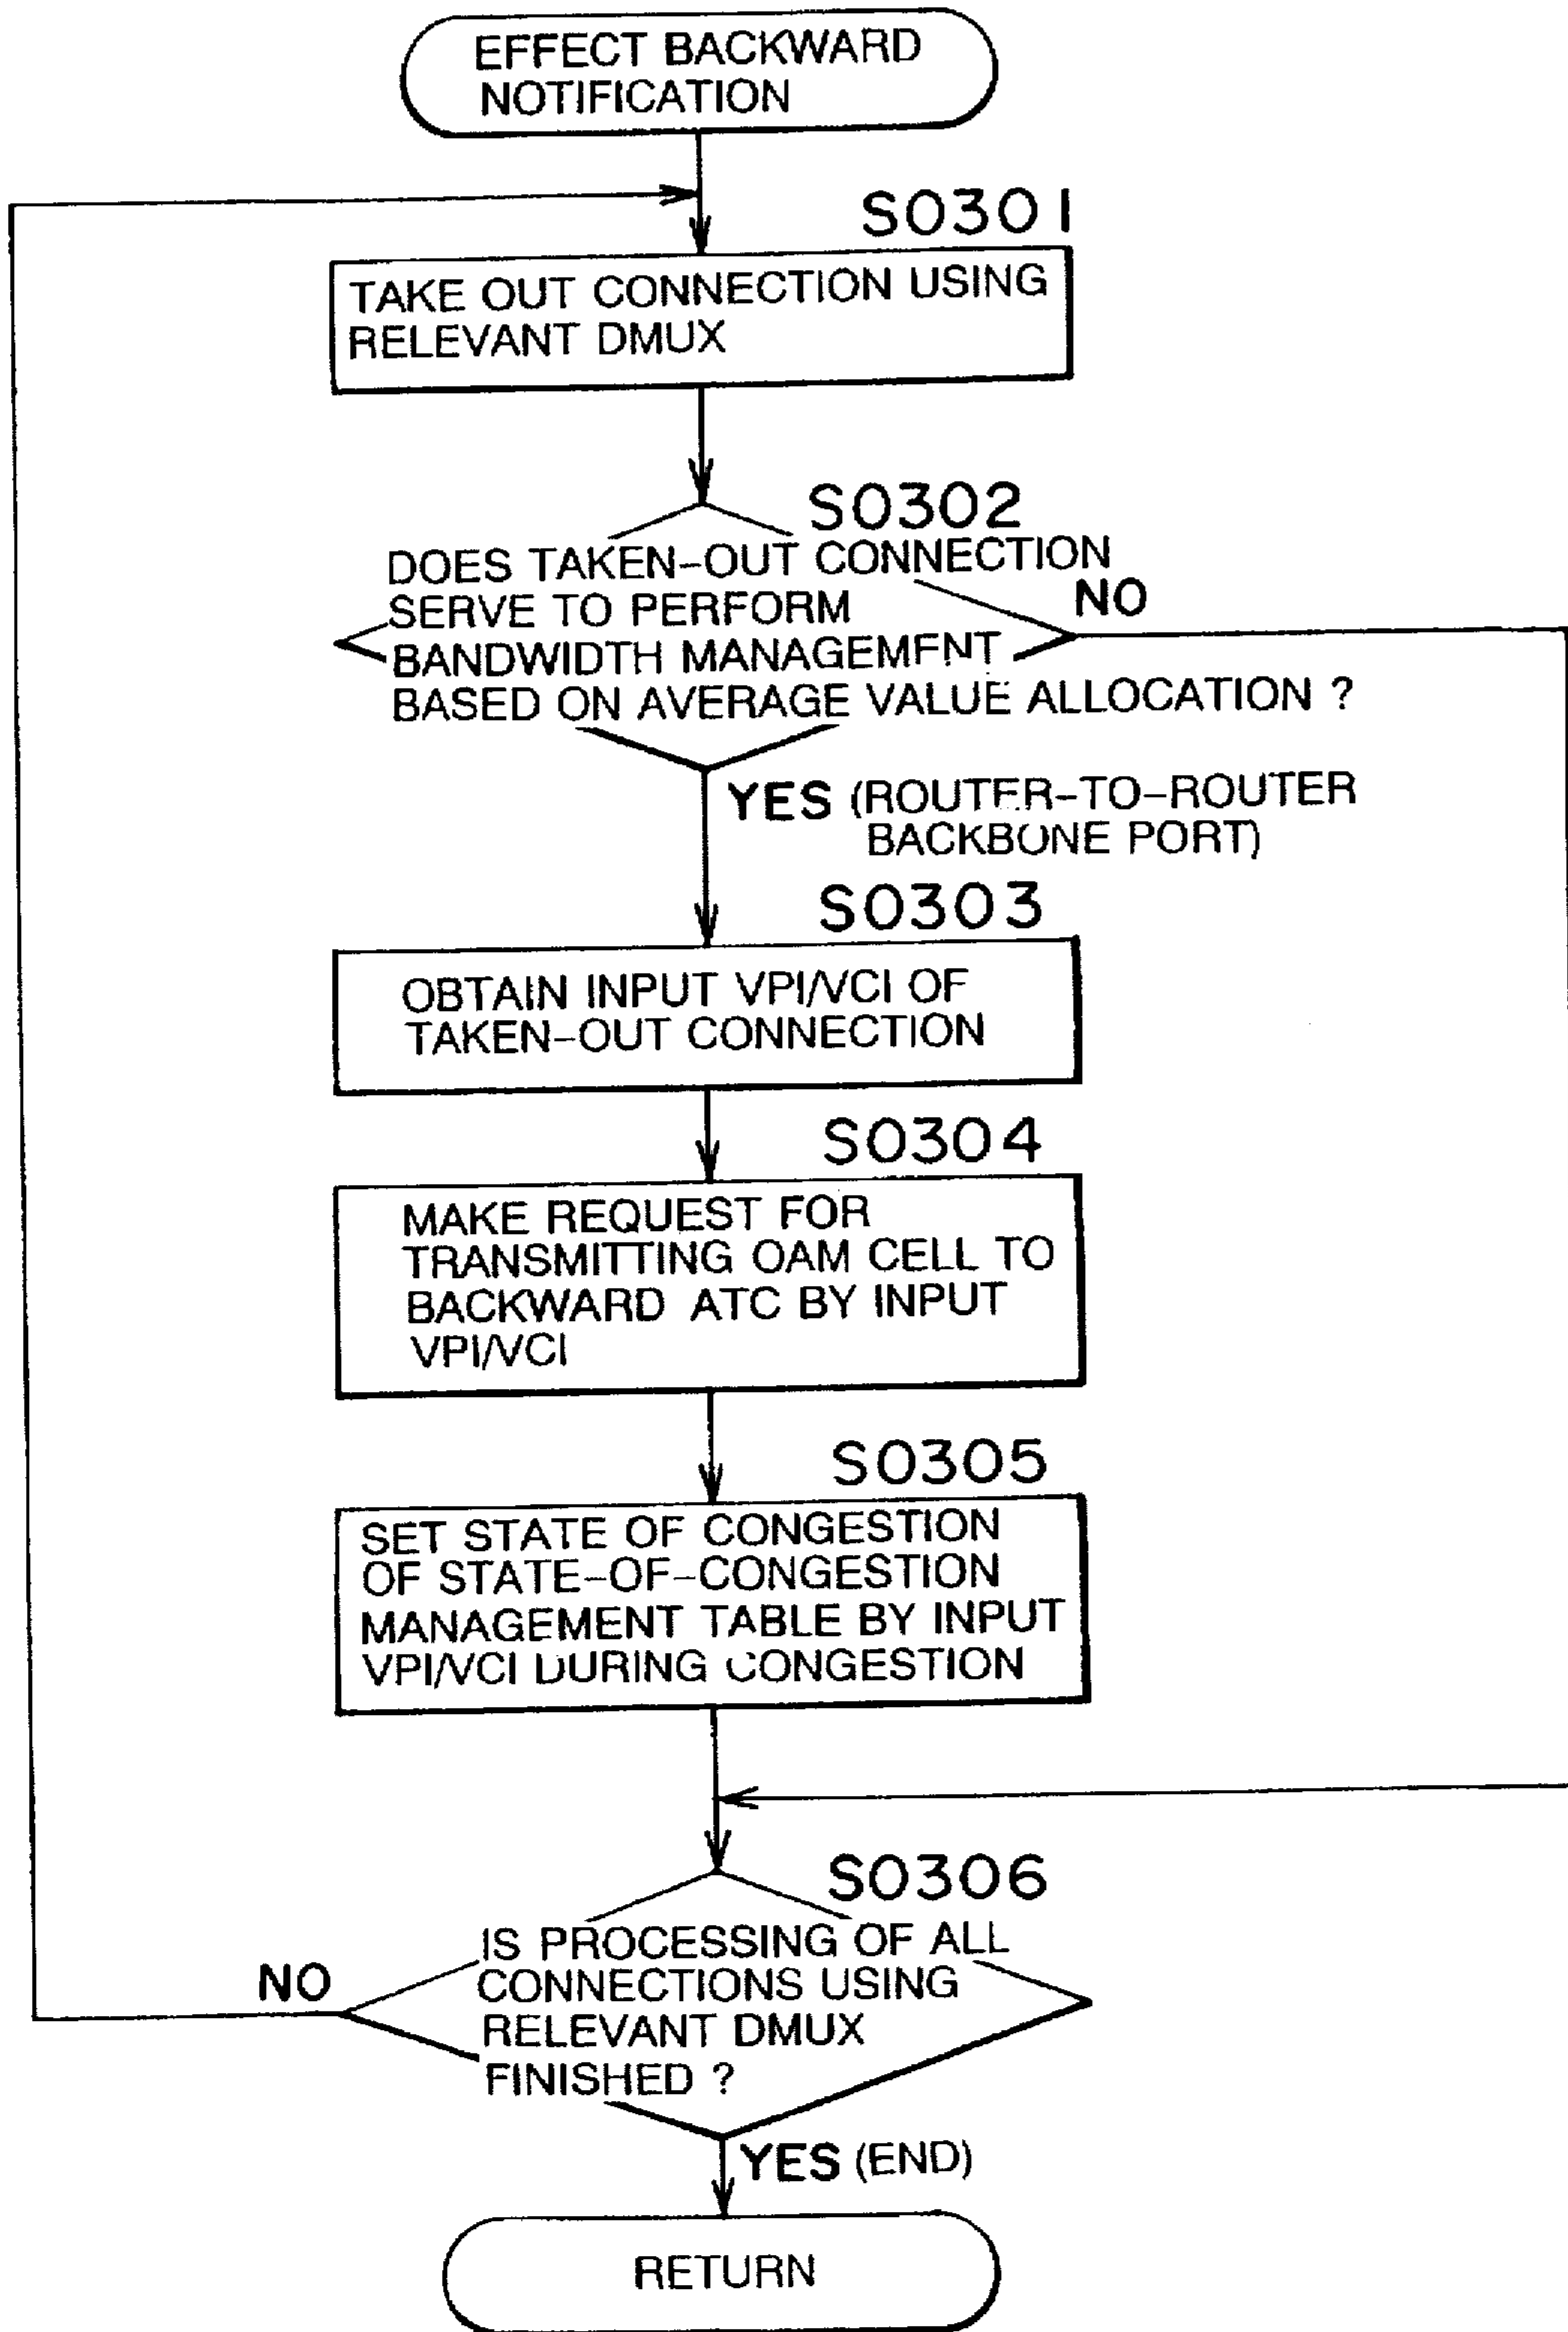 EFFECT BACKWARD
NOTIFICATION
S0301
TAKE OUT CONNECTION USING
RELEVANT DMUX
S0302
DOES TAKEN-OUT CONNECTION
SERVE TO PERFORM
NO
BANDWIDTH MANAGEMENT
BASED ON AVERAGE VALUE ALLOCATION ?
YES (ROUTER-TO-ROUTER
BACKBONE PORT)
S0303
OBTAIN INPUT VPI/VCI OF
TAKEN-OUT CONNECTION
S0304
MAKE REQUEST FOR
TRANSMITTING OAM CELL TO
BACKWARD ATC BY INPUT
VPI/VCI
S0305
SET STATE OF CONGESTION
OF STATE-OF-CONGESTION
MANAGEMENT TABLE BY INPUT
VPI/VCI DURING CONGESTION
S0306
IS PROCESSING OF ALL
CONNECTIONS USING
NO
RELEVANT DMUX
FINISHED ?
YES (END)
RETURN